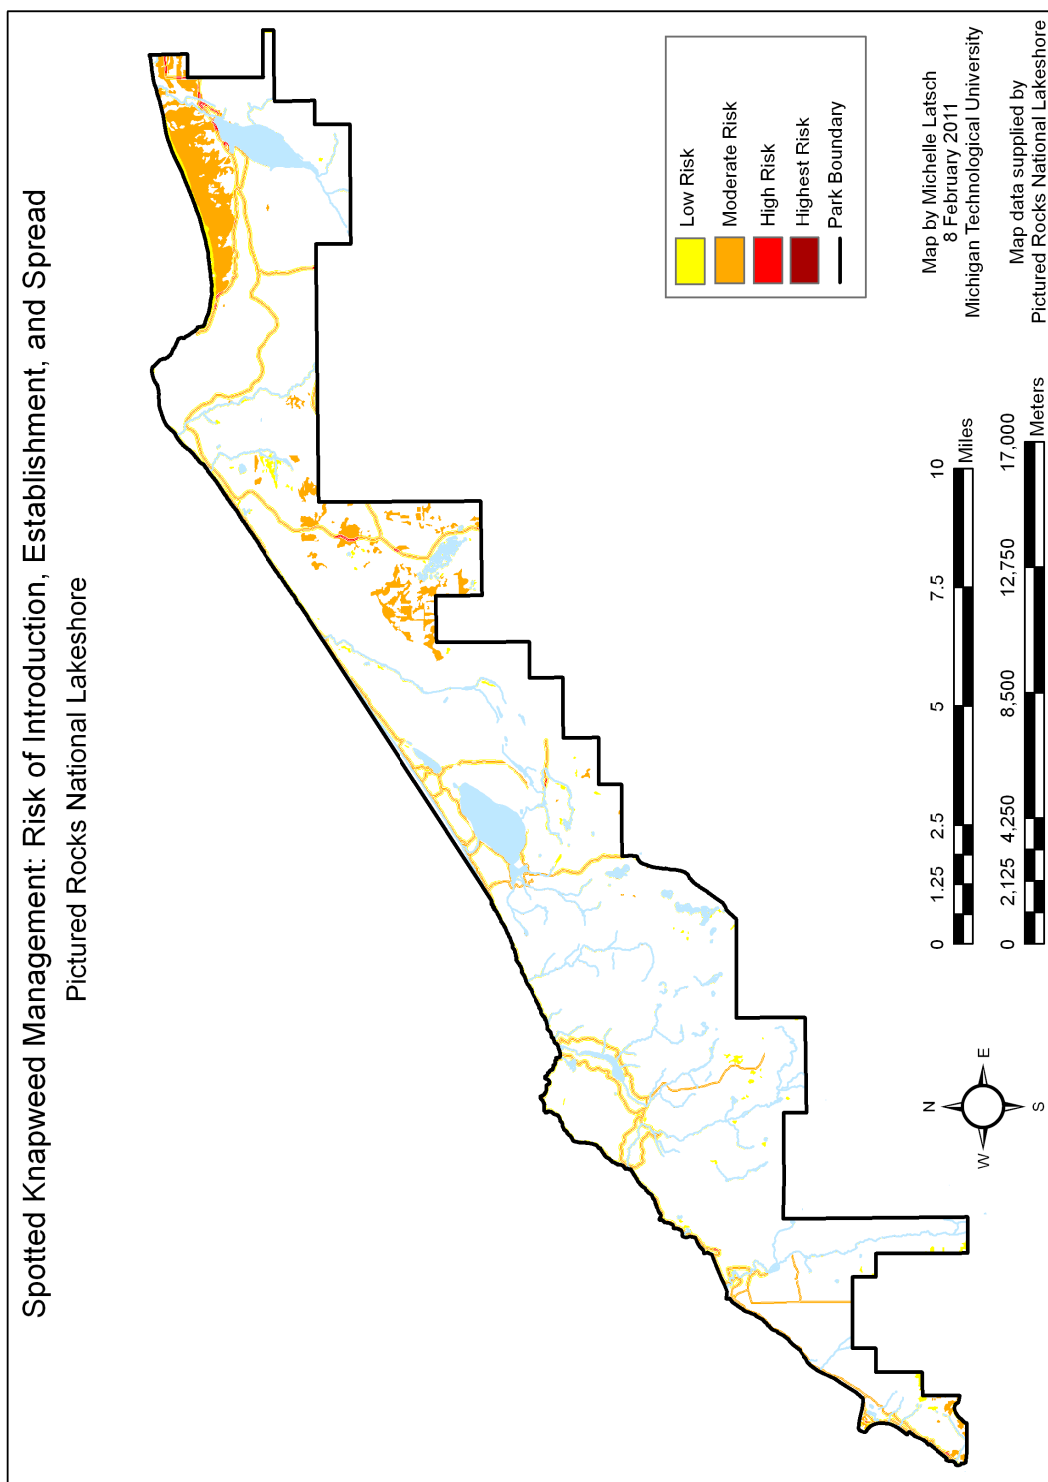 Spotted Knapweed Management: Risk of Introduction, Establishment, and Spread
Pictured Rocks National Lakeshore
Low Risk
Moderate Risk
High Risk
Highest Risk
Park Boundary
Map by Michelle Latsch
8 February 2011
Michigan Technological University
Map data supplied by
Pictured Rocks National Lakeshore
N
W E
S
0 1.25 2.5 5 7.5 10
Miles
0 2,125 4,250 8,500 12,750 17,000
Meters